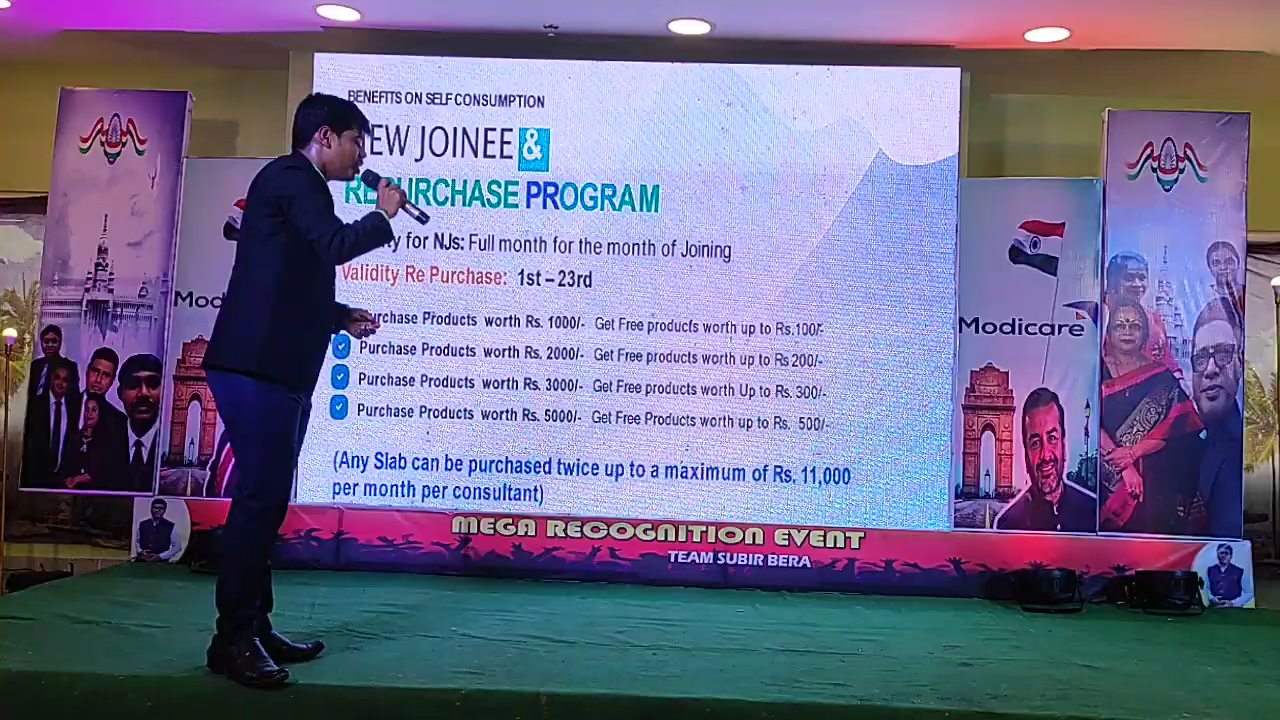 BENEFITS ON SELF CONSUMPTION
EW JOINEE &
RE PURCHASE PROGRAM
for NJs: Full month for the month of Joining
Validity Re Purchase: 1st – 23rd
rchase Products worth Rs. 1000/- Get Free products worth up to Rs.100/-
Purchase Products worth Rs. 2000/- Get Free products worth up to Rs 200/-
Purchase Products worth Rs. 3000/- Get Free products worth Up to Rs. 300/-
Purchase Products worth Rs. 5000/- Get Free Products worth up to Rs. 500/-
(Any Slab can be purchased twice up to a maximum of Rs. 11,000
per month per consultant)
Mod
Modicare
MEGA RECOGNITION EVENT
TEAM SUBIR BERA